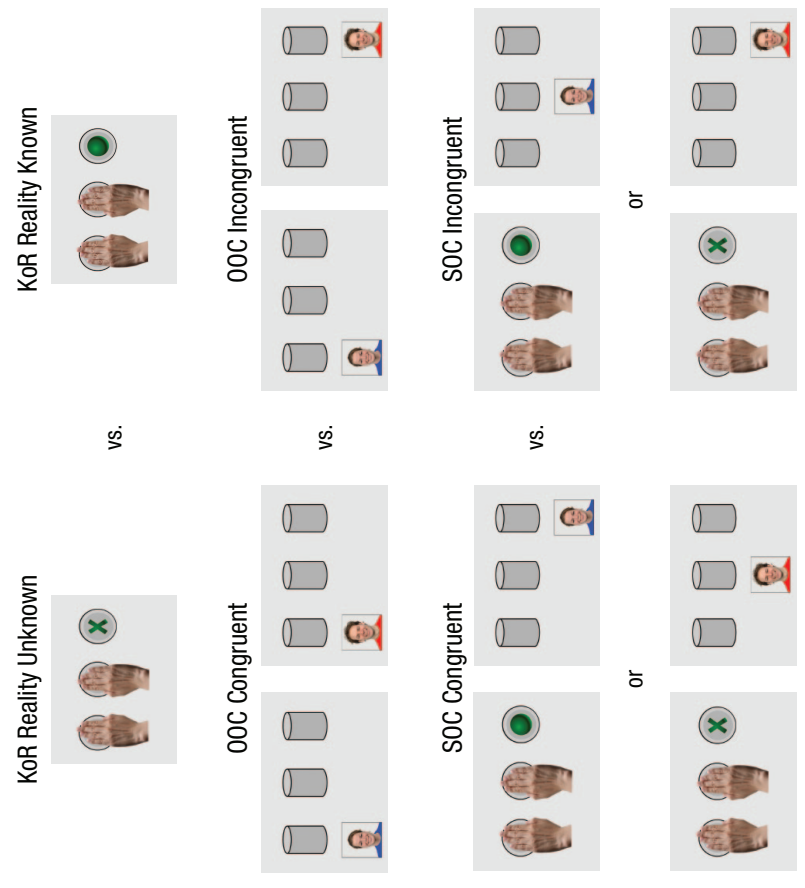 KoR Reality Unknown
vs.
KoR Reality Known
OOC Congruent
vs.
OOC Incongruent
SOC Congruent
vs.
SOC Incongruent
or
or